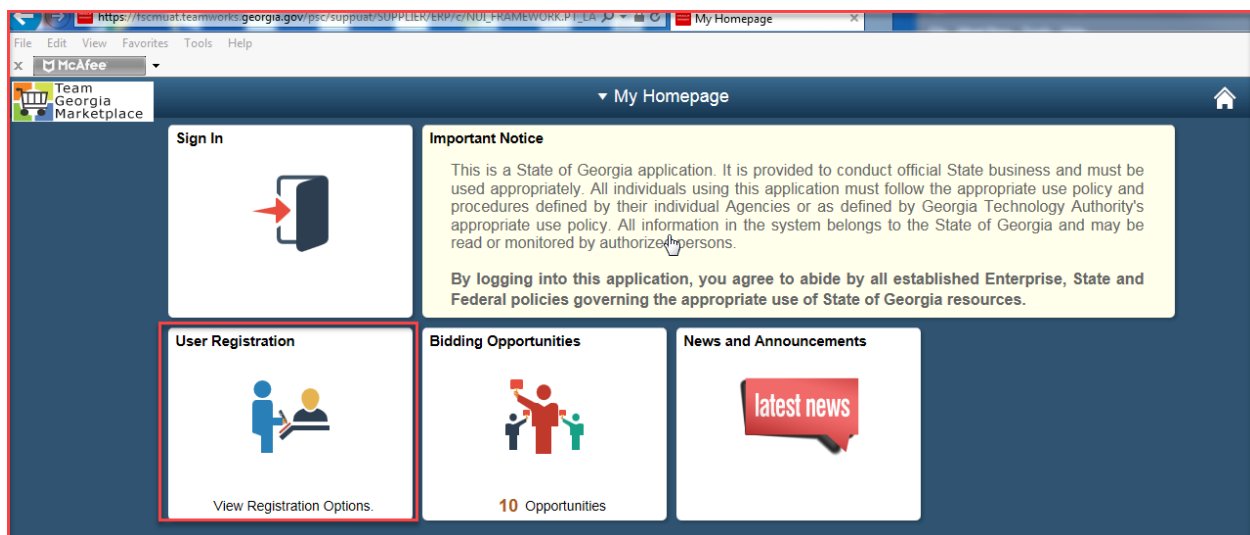 https://fscmuat.teamworks.georgia.gov/psc/suppuat/SUPPLIER/ERP/c/NUI_FRAMEWORK.PT_LA
My Homepage
File Edit View Favorites Tools Help
x McAfee
Team
Georgia
Marketplace
My Homepage
Sign In
Important Notice
This is a State of Georgia application. It is provided to conduct official State business and must be
used appropriately. All individuals using this application must follow the appropriate use policy and
procedures defined by their individual Agencies or as defined by Georgia Technology Authority's
appropriate use policy. All information in the system belongs to the State of Georgia and may be
read or monitored by authorized persons.
By logging into this application, you agree to abide by all established Enterprise, State and
Federal policies governing the appropriate use of State of Georgia resources.
User Registration
View Registration Options.
Bidding Opportunities
10 Opportunities
News and Announcements
latest news